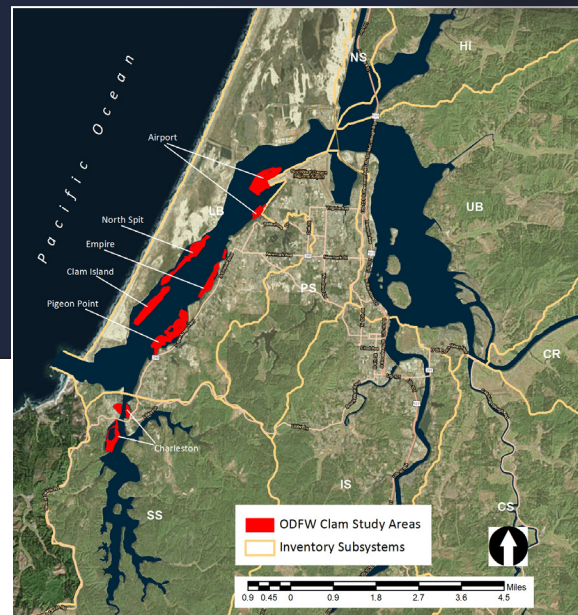 NS
HI
Pacific Ocean
Airport
LB
North Spit
UB
Empire
Clam Island
PS
Pigeon Point
CR
Charleston
IS
SS
CS
ODFW Clam Study Areas
Inventory Subsystems
Miles
0.9 0.45 0 0.9 1.8 2.7 3.6 4.5